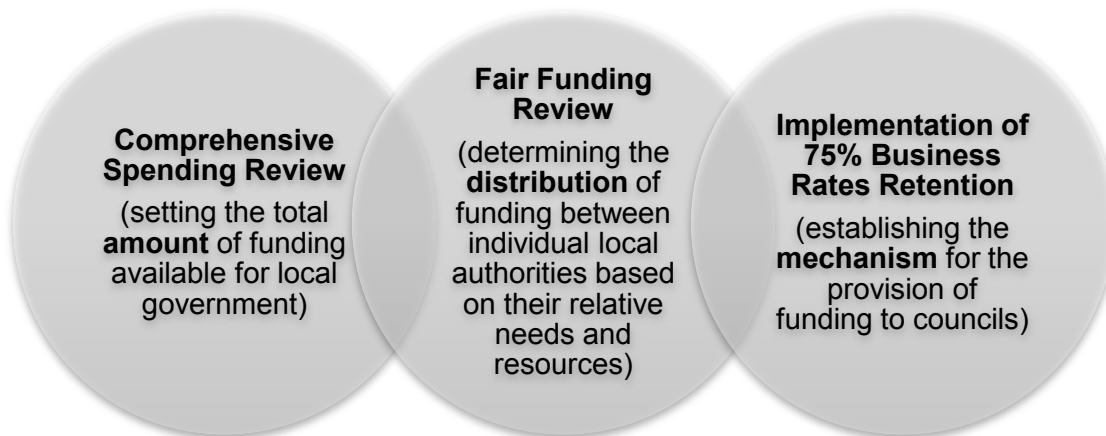 Comprehensive
Spending Review
(setting the total
amount of funding
available for local
government)
Fair Funding
Review
(determining the
distribution of
funding between
individual local
authorities based
on their relative
needs and
resources)
Implementation of
75% Business
Rates Retention
(establishing the
mechanism for the
provision of
funding to councils)